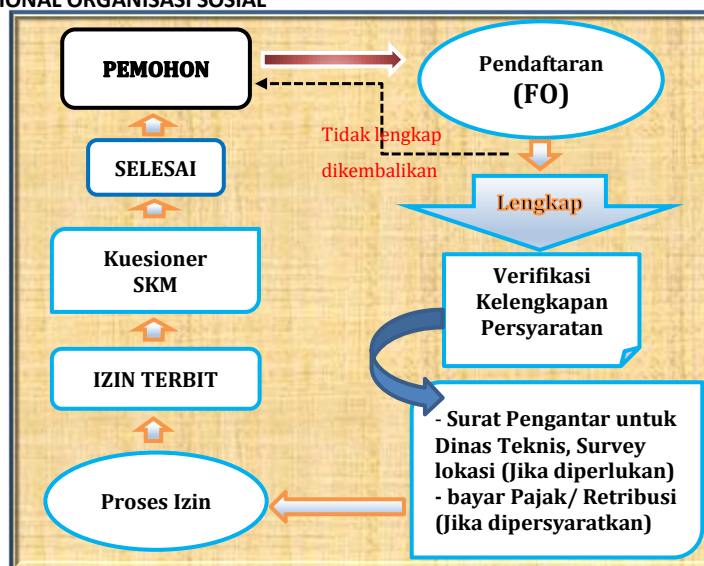 IONAL ORGANISASI SOSIAL
PEMOHON
Pendaftaran
(FO)
Tidak lengkap
dikembalikan
Lengkap
Verifikasi
Kelengkapan
Persyaratan
- Surat Pengantar untuk
Dinas Teknis, Survey
lokasi (Jika diperlukan)
- bayar Pajak/ Retribusi
(Jika dipersyaratkan)
Proses Izin
IZIN TERBIT
Kuesioner
SKM
SELESAI